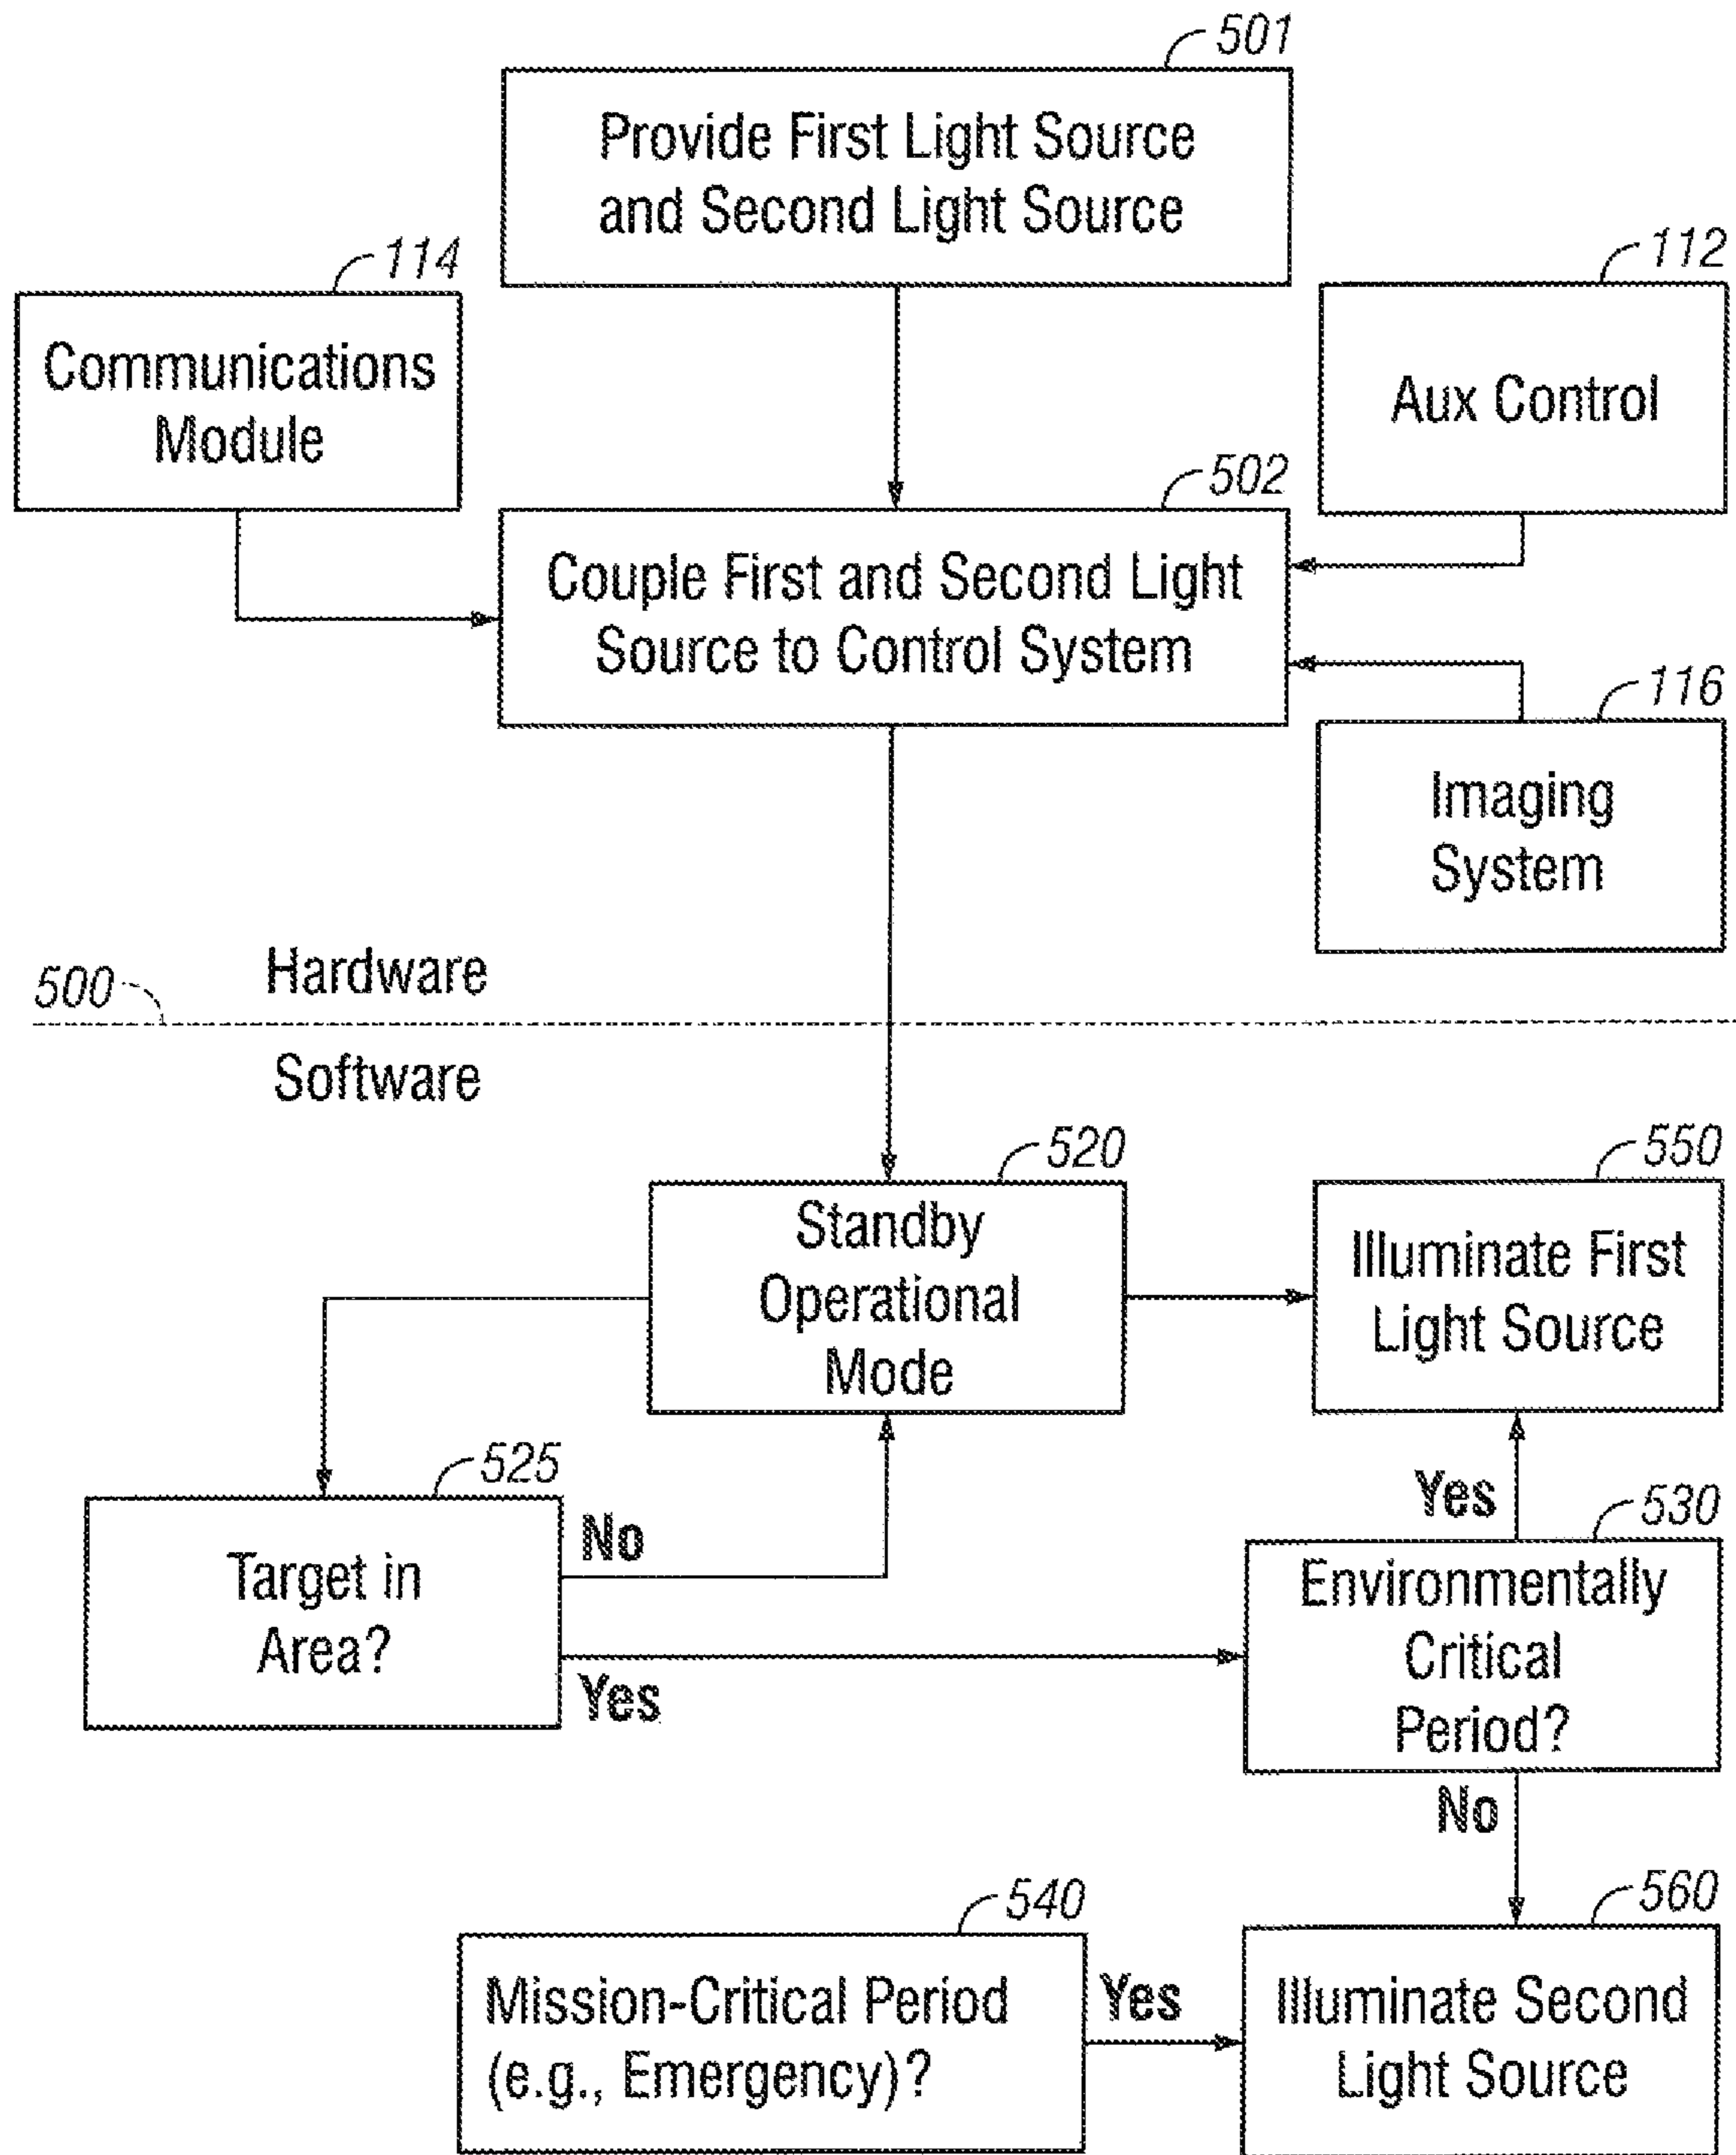 501
Provide First Light Source
and Second Light Source
114
Communications
Module
112
Aux Control
502
Couple First and Second Light
Source to Control System
116
Imaging
System
Hardware
500
Software
520
Standby
Operational
Mode
550
Illuminate First
Light Source
525
Target in
Area?
No
Yes
Yes
530
Environmentally
Critical
Period?
No
540
Mission-Critical Period
(e.g., Emergency)?
Yes
560
Illuminate Second
Light Source